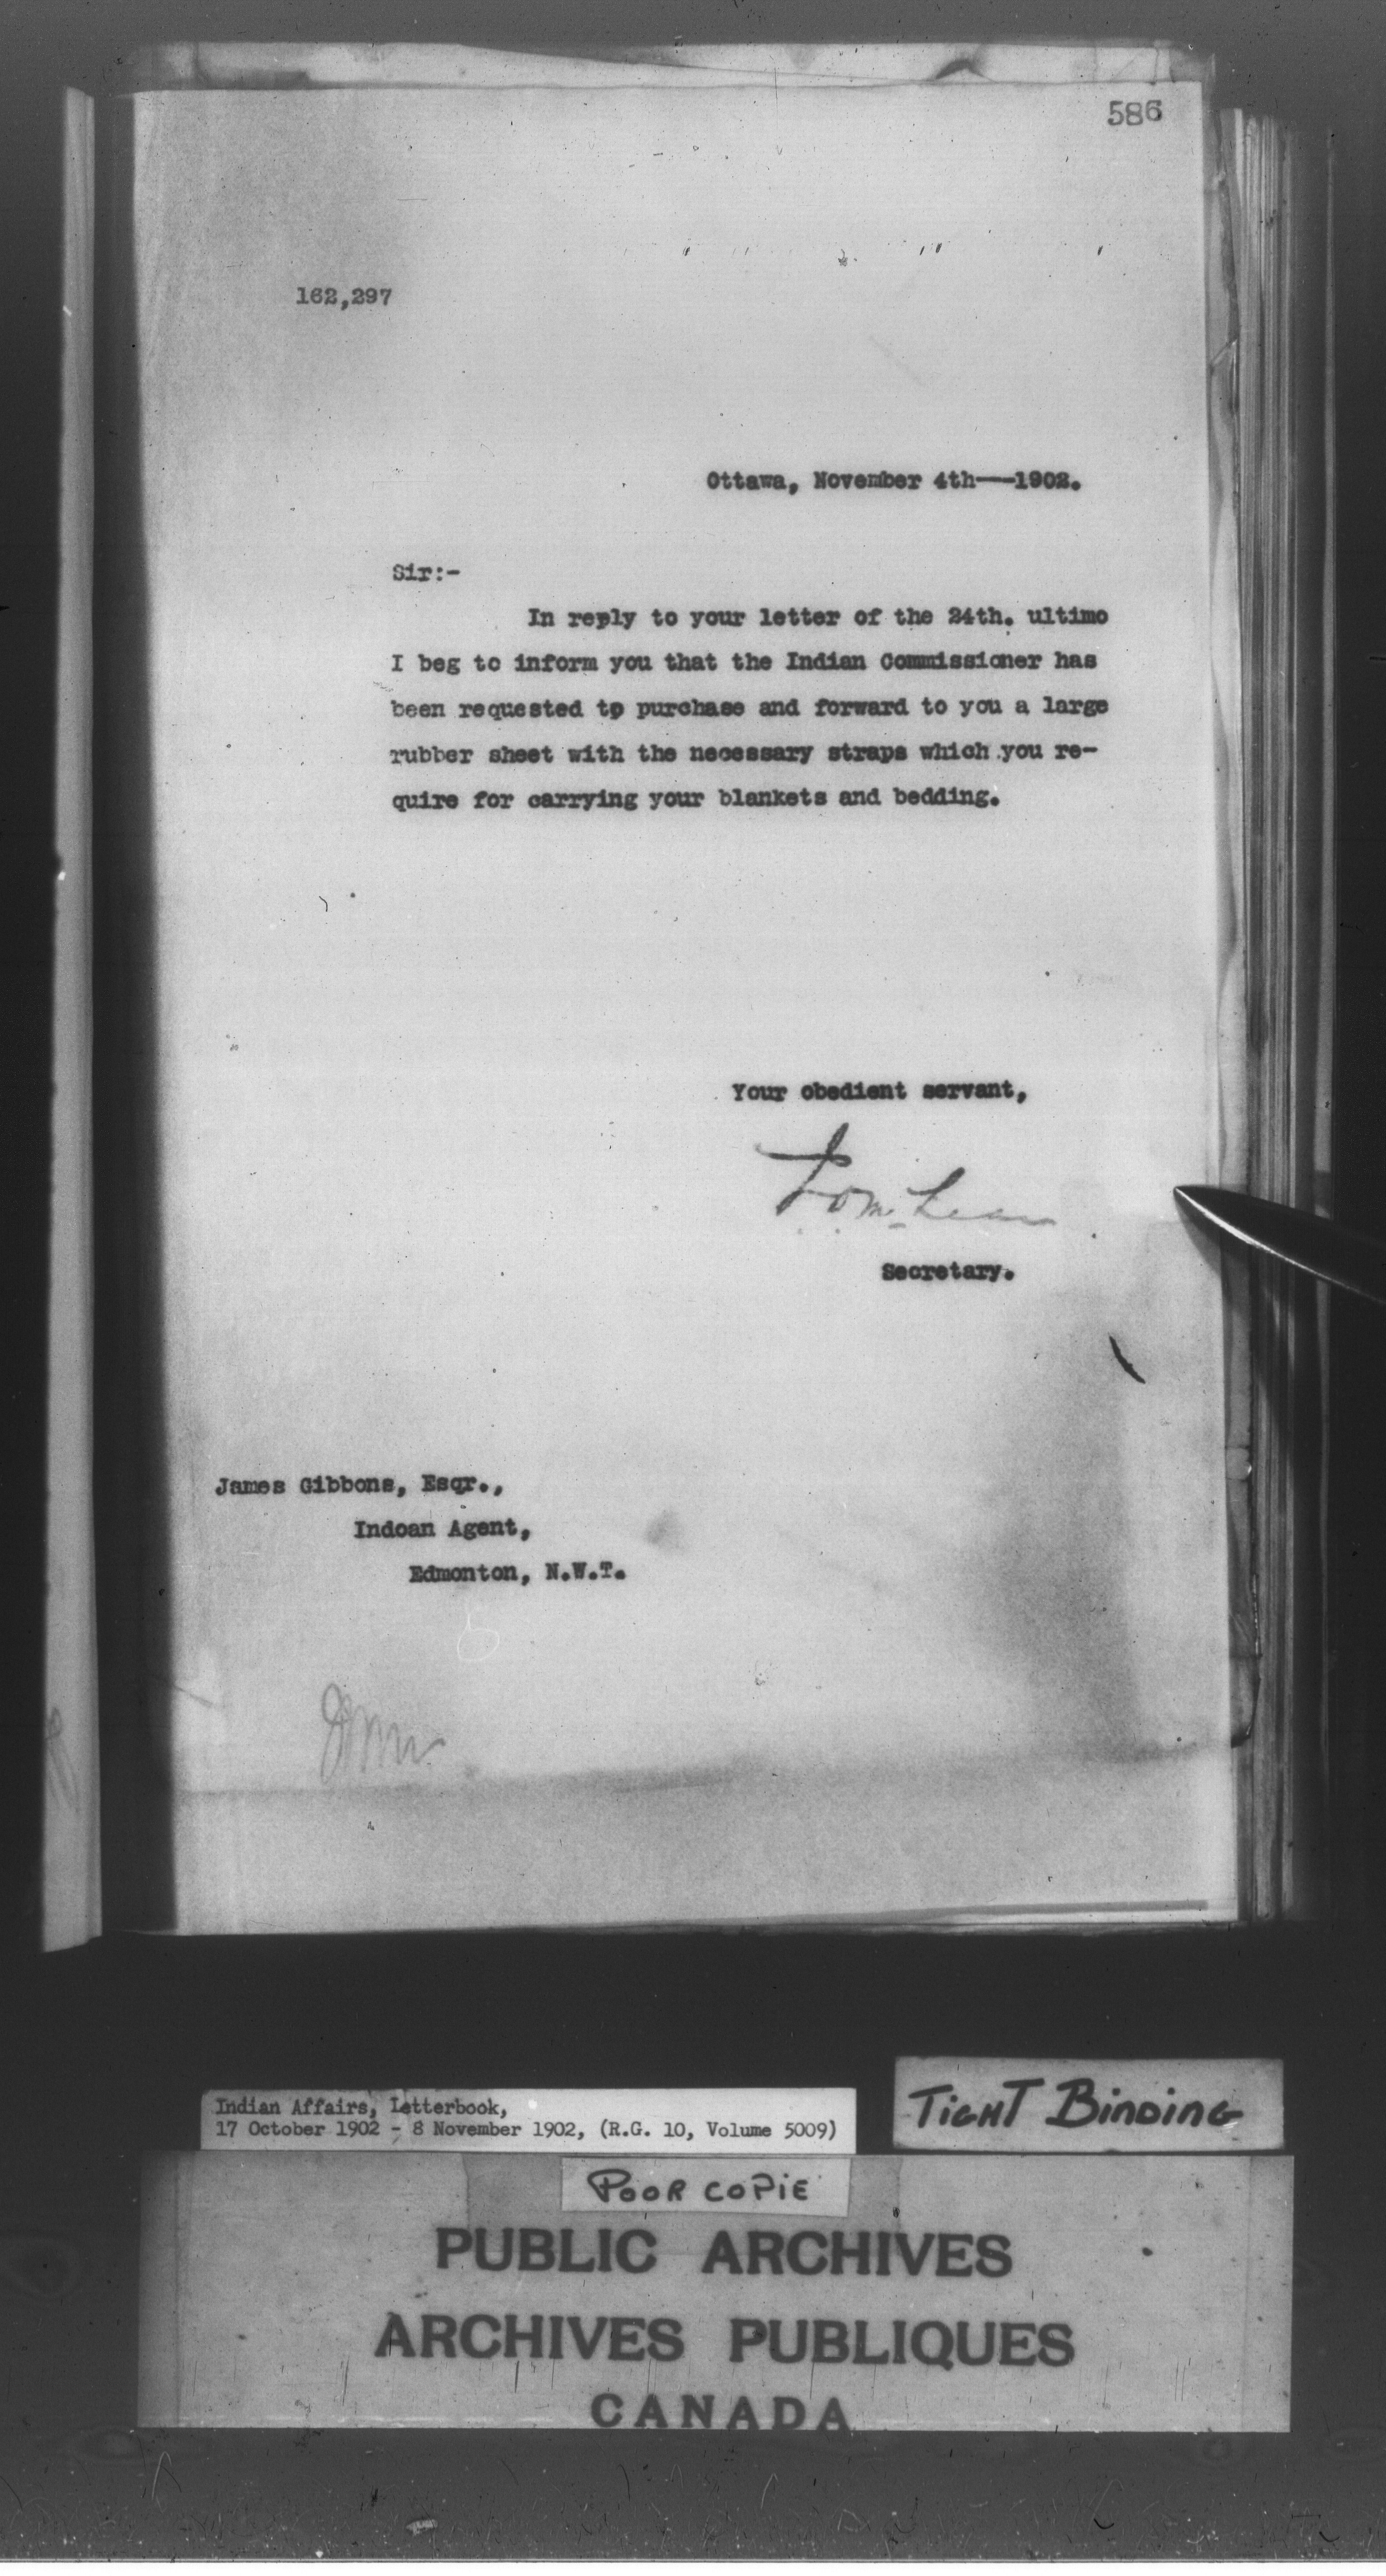 586
162,297
Ottawa, November 4th---1902.
Sir:-
In reply to your letter of the 24th. ultimo
I beg to inform you that the Indian Commissioner has
been requested to purchase and forward to you a large
rubber sheet with the necessary straps which you re-
quire for carrying your blankets and bedding.
Your obedient servant,
Secretary.
James Gibbons, Esqr.,
Indoan Agent,
Edmonton, N.W.T.
Indian Affairs, Letterbook,
17 October 1902 - 8 November 1902, (R.G. 10, Volume 5009)
TIGHT BINDING
POOR COPIE
PUBLIC ARCHIVES
ARCHIVES PUBLIQUES
CANADA